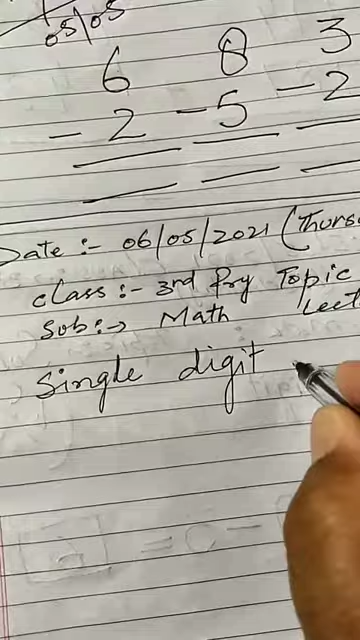 05/05
6 8 3
- 2 - 5 - 2
Date :- 06/05/2021 (Thurs
class :- 3rd Pry Topic
Sub :-> Math Lect
single digit